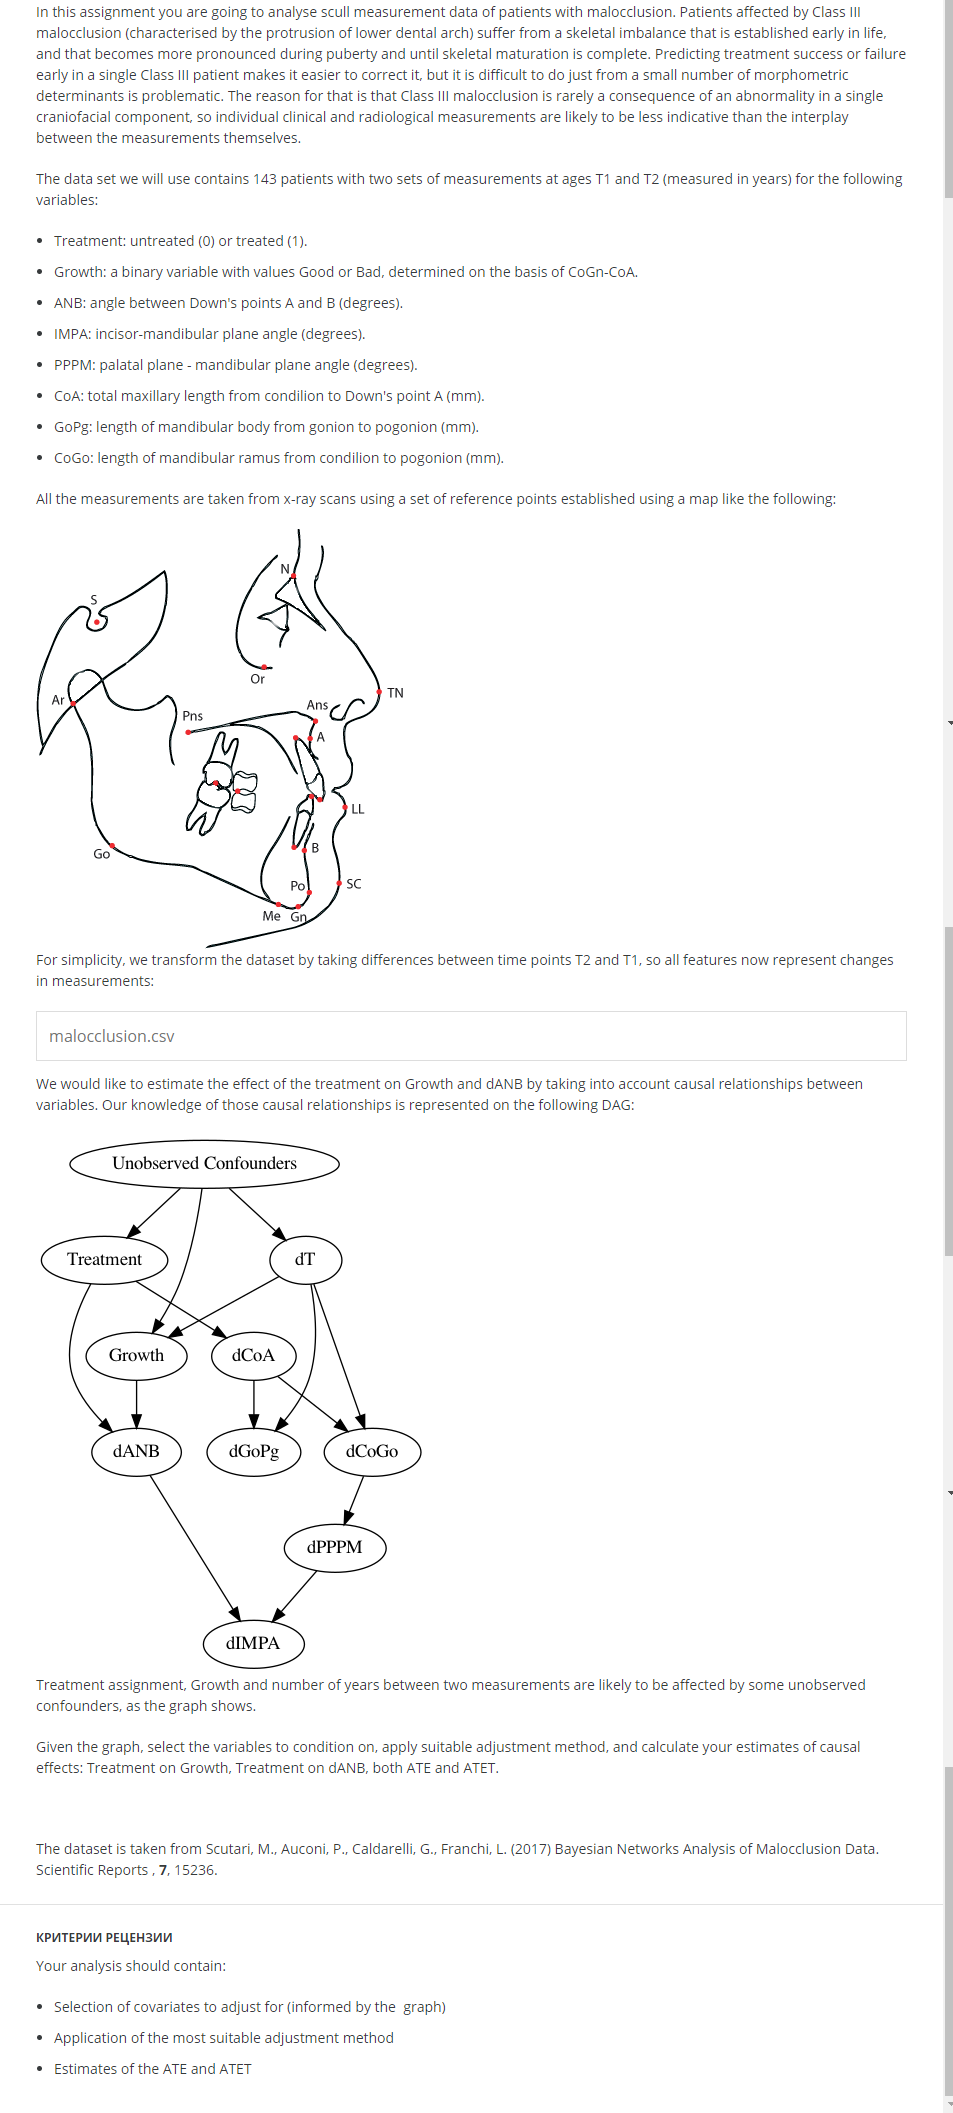 In this assignment you are going to analyse scull measurement data of patients with malocclusion. Patients affected by Class III
malocclusion (characterised by the protrusion of lower dental arch) suffer from a skeletal imbalance that is established early in life,
and that becomes more pronounced during puberty and until skeletal maturation is complete. Predicting treatment success or failure
early in a single Class III patient makes it easier to correct it, but it is difficult to do just from a small number of morphometric
determinants is problematic. The reason for that is that Class III malocclusion is rarely a consequence of an abnormality in a single
craniofacial component, so individual clinical and radiological measurements are likely to be less indicative than the interplay
between the measurements themselves.
The data set we will use contains 143 patients with two sets of measurements at ages T1 and T2 (measured in years) for the following
variables:
• Treatment: untreated (0) or treated (1).
• Growth: a binary variable with values Good or Bad, determined on the basis of CoGn-CoA.
• ANB: angle between Down's points A and B (degrees).
• IMPA: incisor-mandibular plane angle (degrees).
• PPPM: palatal plane - mandibular plane angle (degrees).
• CoA: total maxillary length from condilion to Down's point A (mm).
• GoPg: length of mandibular body from gonion to pogonion (mm).
• CoGo: length of mandibular ramus from condilion to pogonion (mm).
All the measurements are taken from x-ray scans using a set of reference points established using a map like the following:
N
S
Or
TN
Ar
Ans
Pns
A
LL
B
Go
SC
Po
Me Gn
For simplicity, we transform the dataset by taking differences between time points T2 and T1, so all features now represent changes
in measurements:
malocclusion.csv
We would like to estimate the effect of the treatment on Growth and dANB by taking into account causal relationships between
variables. Our knowledge of those causal relationships is represented on the following DAG:
Unobserved Confounders
Treatment dT
Growth dCoA
dANB dGoPg dCoGo
dPPPM
dIMPA
Treatment assignment, Growth and number of years between two measurements are likely to be affected by some unobserved
confounders, as the graph shows.
Given the graph, select the variables to condition on, apply suitable adjustment method, and calculate your estimates of causal
effects: Treatment on Growth, Treatment on dANB, both ATE and ATET.
The dataset is taken from Scutari, M., Auconi, P., Caldarelli, G., Franchi, L. (2017) Bayesian Networks Analysis of Malocclusion Data.
Scientific Reports , 7, 15236.
КРИТЕРИИ РЕЦЕНЗИИ
Your analysis should contain:
• Selection of covariates to adjust for (informed by the graph)
• Application of the most suitable adjustment method
• Estimates of the ATE and ATET